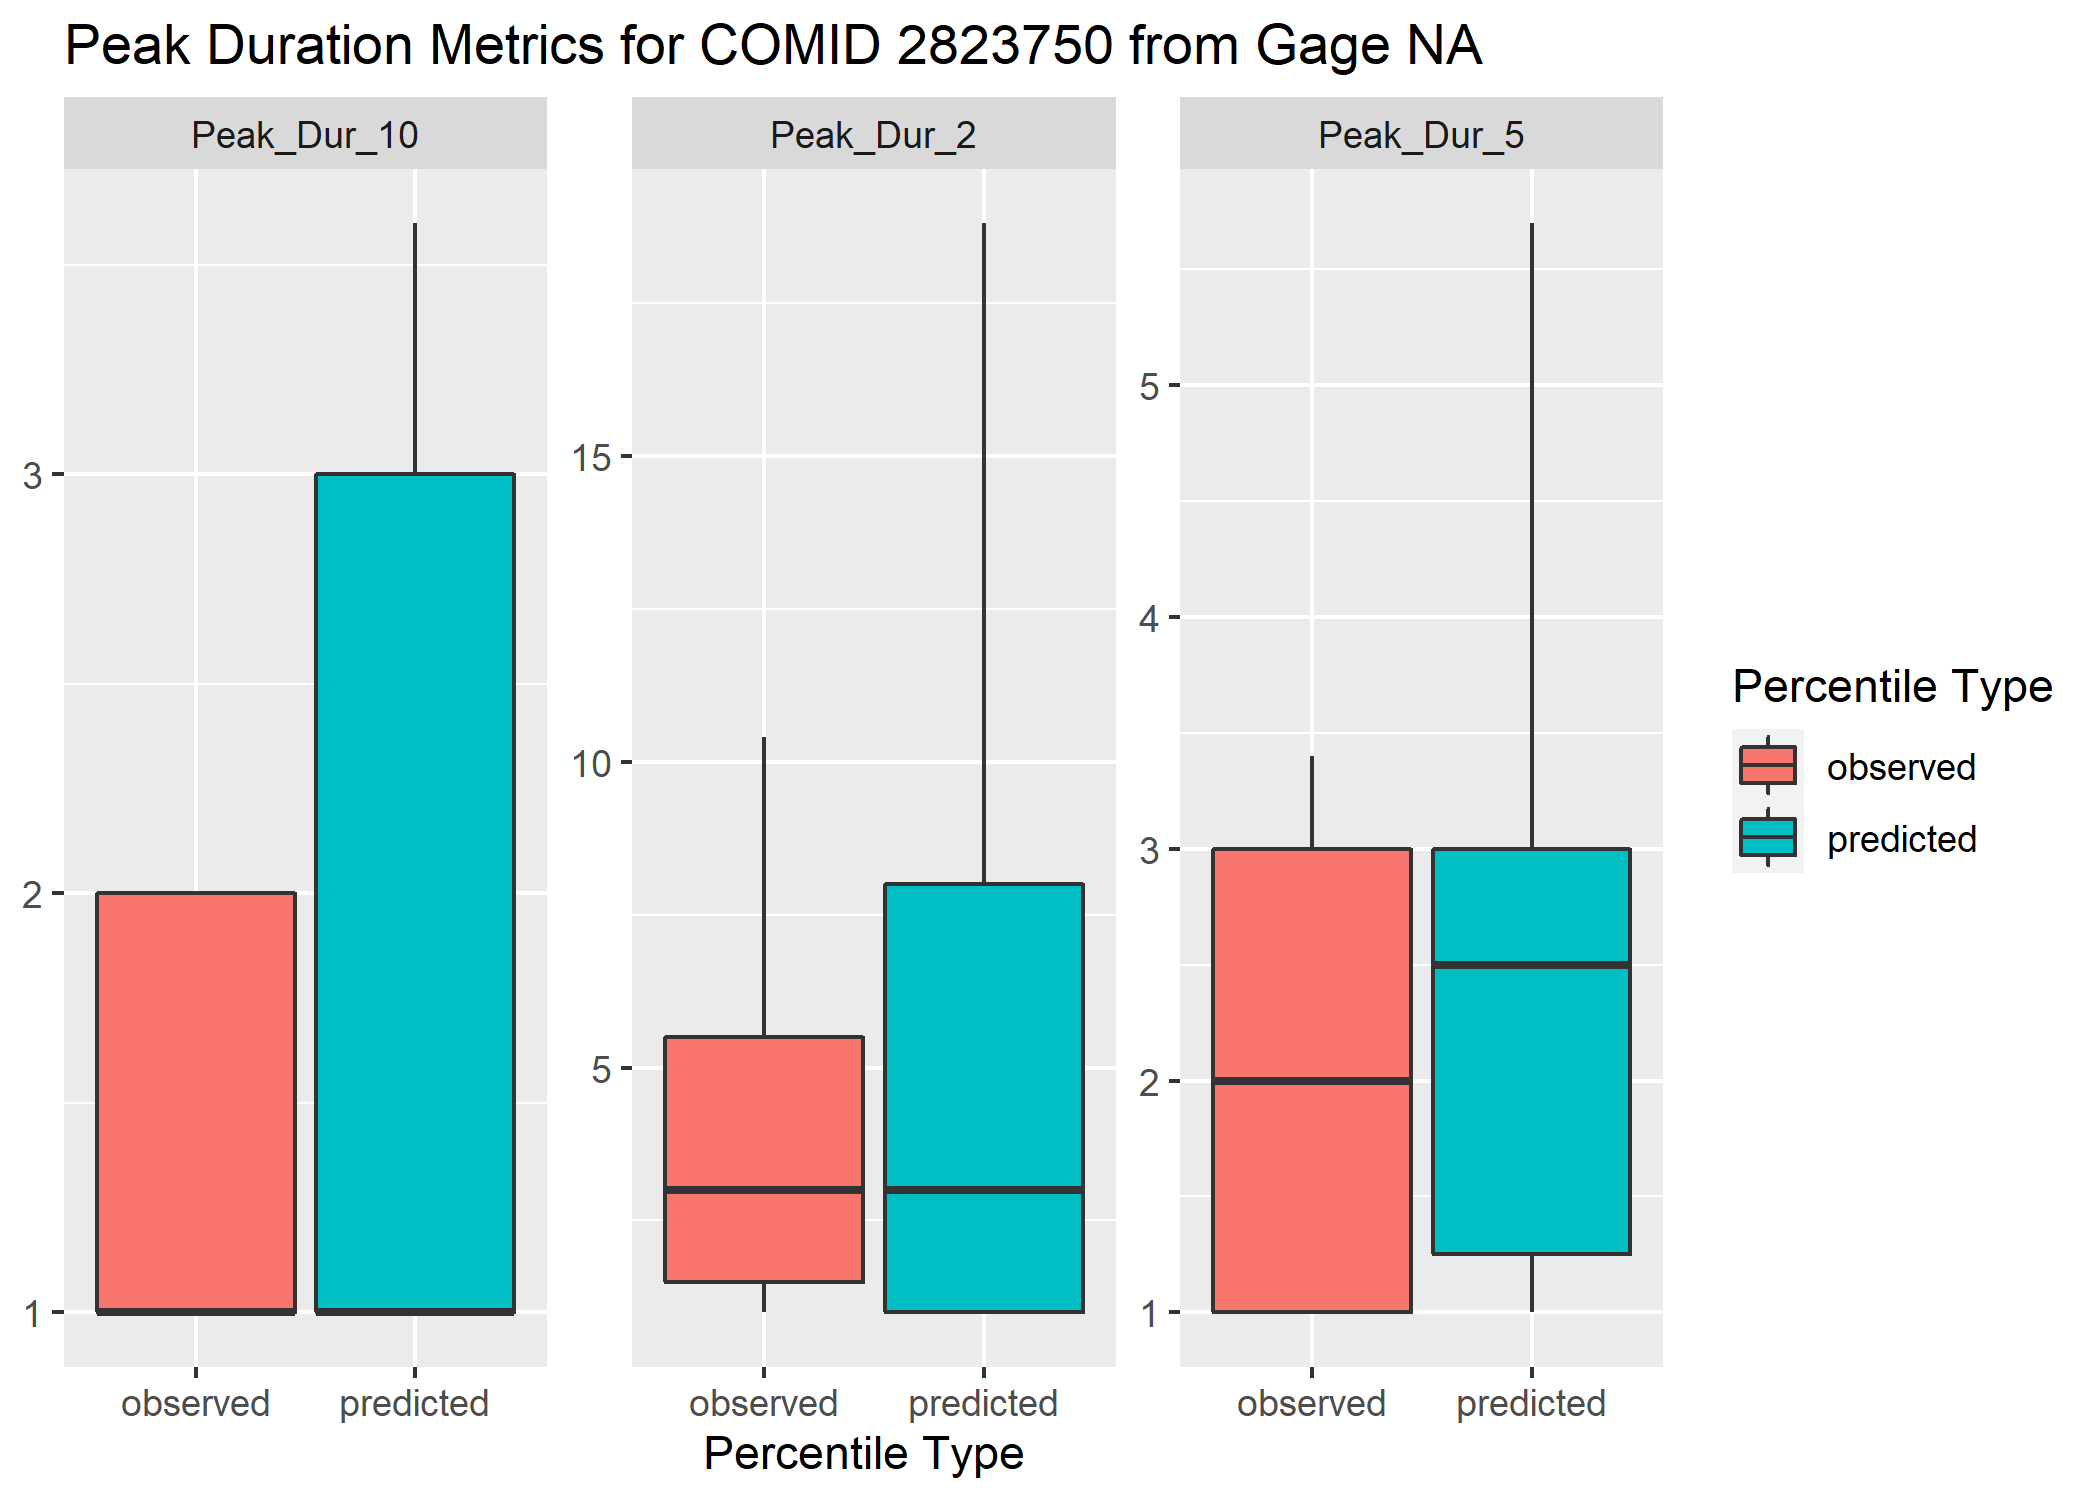 Peak Duration Metrics for COMID 2823750 from Gage NA
Peak_Dur_10
Peak_Dur_2
Peak_Dur_5
3
2
1
15
10
5
5
4
3
2
1
observed
predicted
observed
predicted
observed
predicted
Percentile Type
Percentile Type
observed
predicted